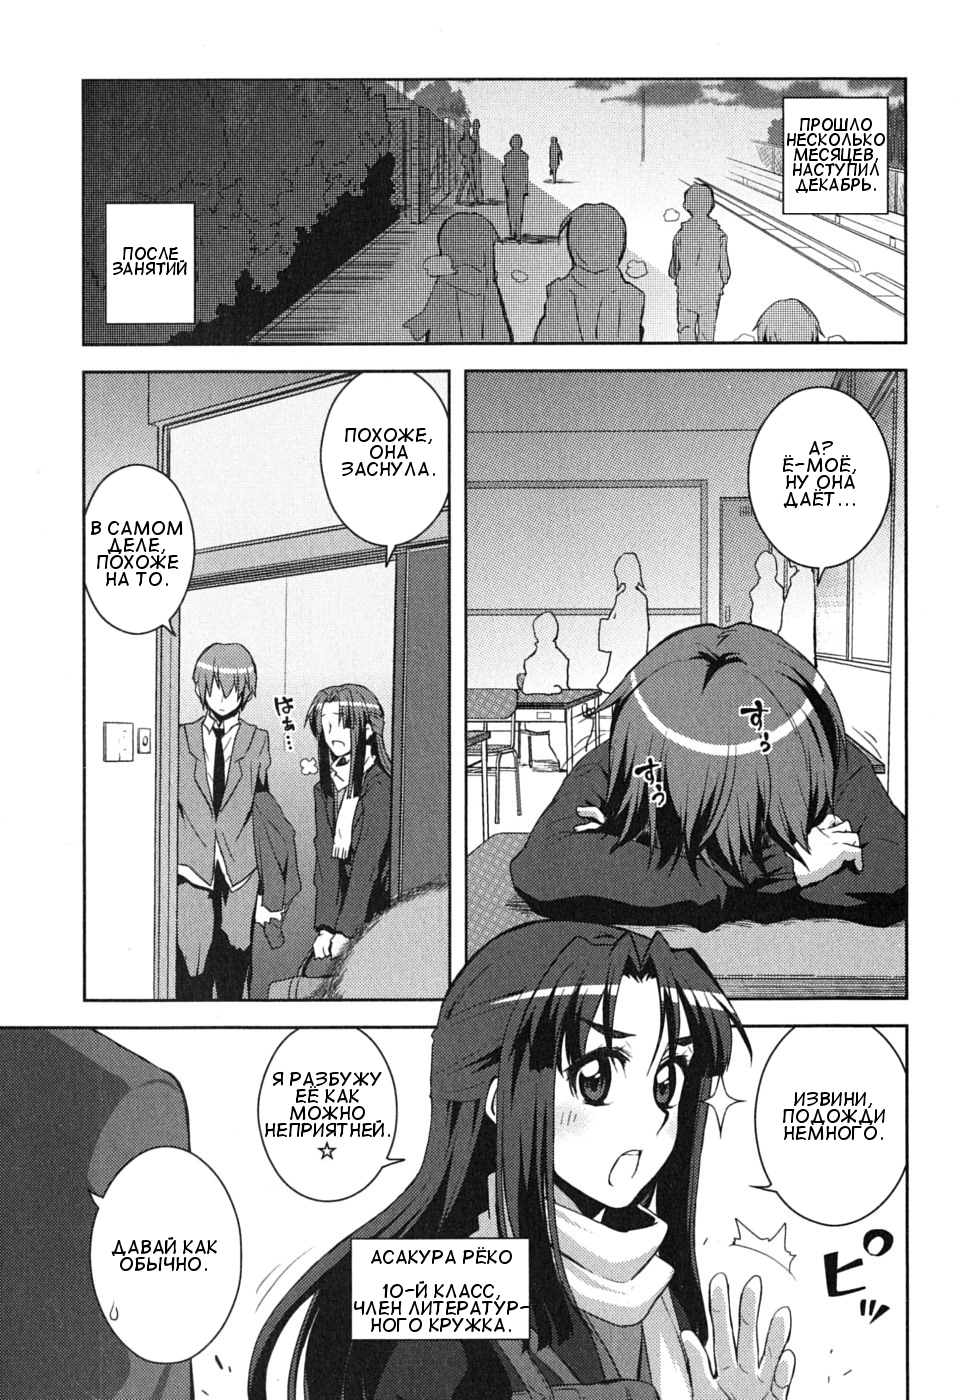 ПРОШЛО
НЕСКОЛЬКО
МЕСЯЦЕВ,
НАСТУПИЛ
ДЕКАБРЬ.
ПОСЛЕ
ЗАНЯТИЙ
А?
Ё-МОЁ,
НУ ОНА
ДАЁТ...
すぅ
すぅ
ПОХОЖЕ,
ОНА
ЗАСНУЛА.
В САМОМ
ДЕЛЕ,
ПОХОЖЕ
НА ТО.
はぁ…
ИЗВИНИ,
ПОДОЖДИ
НЕМНОГО.
ピッ
Я РАЗБУЖУ
ЕЁ КАК
МОЖНО
НЕПРИЯТНЕЙ.
☆
АСАКУРА РЁКО
10-Й КЛАСС,
ЧЛЕН ЛИТЕРАТУР-
НОГО КРУЖКА.
ДАВАЙ КАК
ОБЫЧНО.